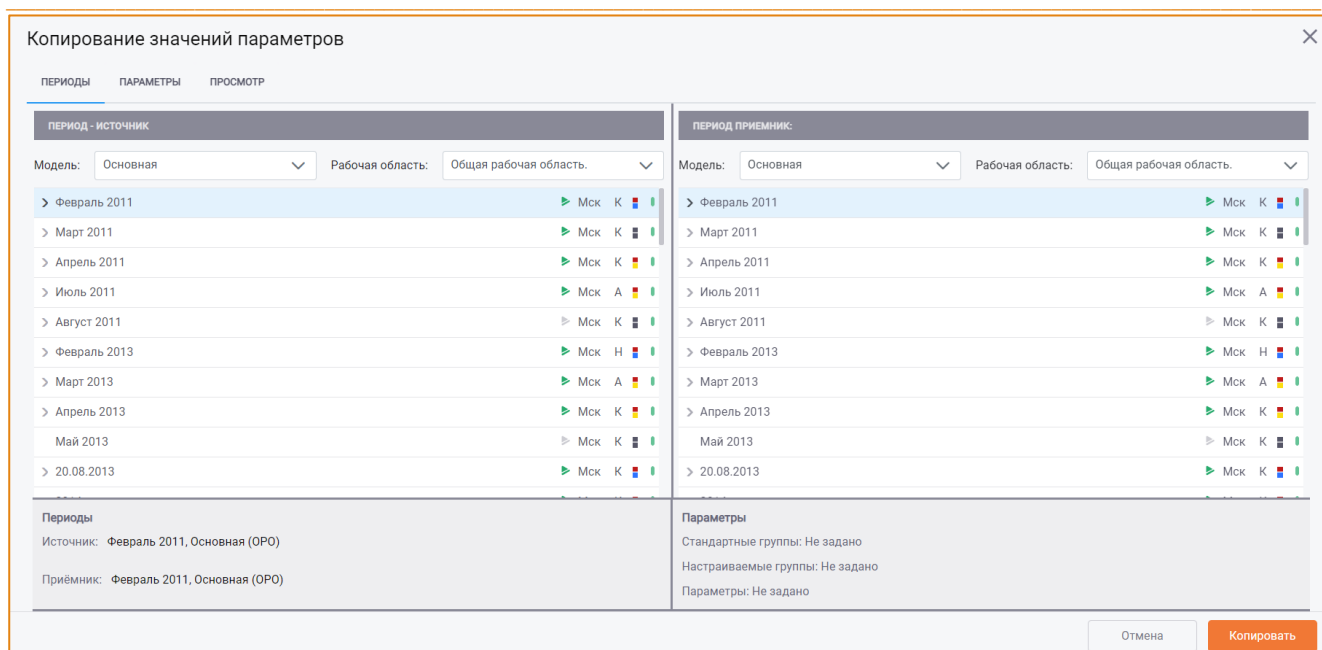 Копирование значений параметров
ПЕРИОДЫ ПАРАМЕТРЫ ПРОСМОТР
ПЕРИОД - ИСТОЧНИК
Модель: Основная Рабочая область: Общая рабочая область.
Февраль 2011 Мск К
Март 2011 Мск К
Апрель 2011 Мск К
Июль 2011 Мск А
Август 2011 Мск К
Февраль 2013 Мск Н
Март 2013 Мск А
Апрель 2013 Мск К
Май 2013 Мск К
20.08.2013 Мск К
ПЕРИОД ПРИЕМНИК:
Модель: Основная Рабочая область: Общая рабочая область.
Февраль 2011 Мск К
Март 2011 Мск К
Апрель 2011 Мск К
Июль 2011 Мск А
Август 2011 Мск К
Февраль 2013 Мск Н
Март 2013 Мск А
Апрель 2013 Мск К
Май 2013 Мск К
20.08.2013 Мск К
Периоды
Источник: Февраль 2011, Основная (ОРО)
Приёмник: Февраль 2011, Основная (ОРО)
Параметры
Стандартные группы: Не задано
Настраиваемые группы: Не задано
Параметры: Не задано
Отмена Копировать